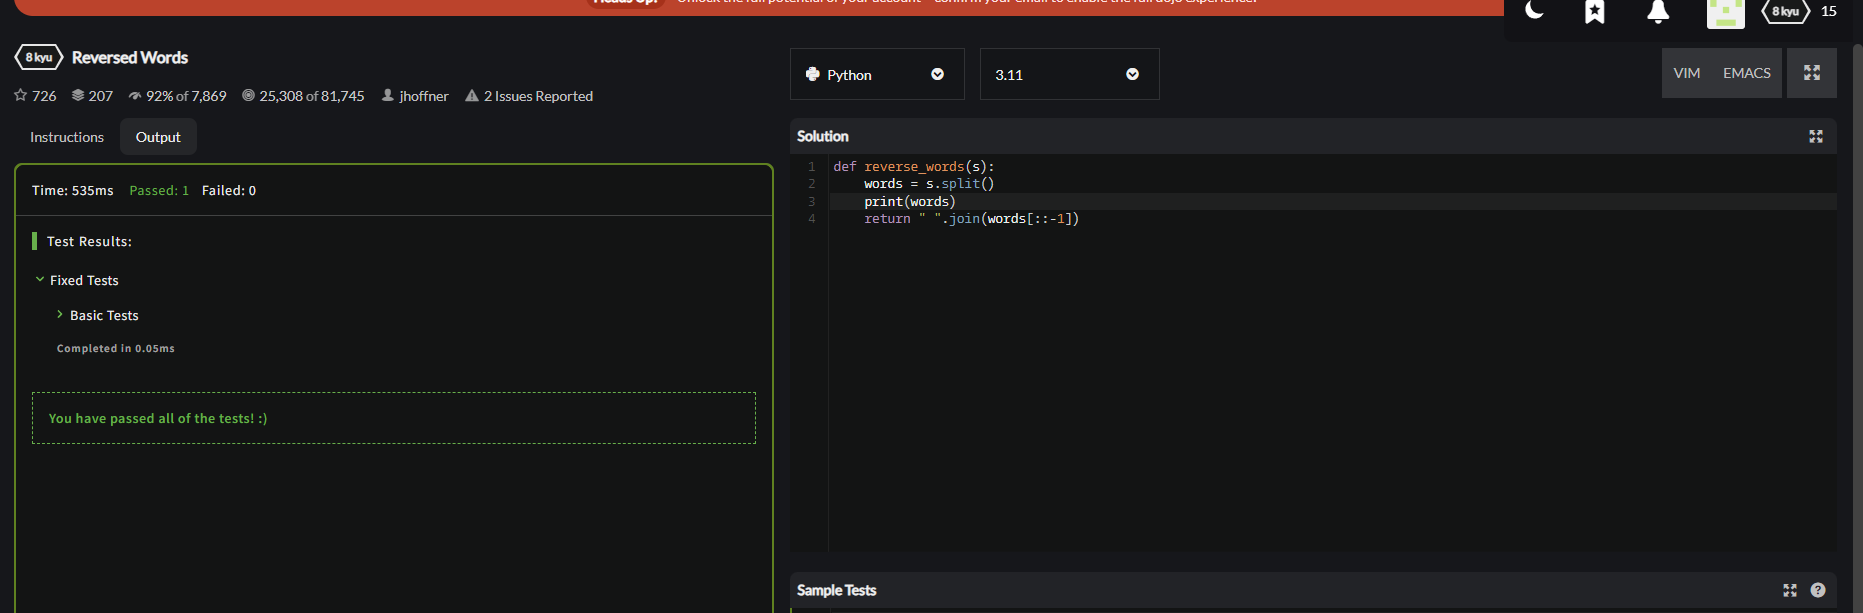 Heads Up! Unlock the full potential of your account - confirm your email to enable the full dojo experience.
8 kyu 15
8 kyu Reversed Words
726 207 92% of 7,869 25,308 of 81,745 jhoffner 2 Issues Reported
Instructions Output
Time: 535ms Passed: 1 Failed: 0
Test Results:
Fixed Tests
Basic Tests
Completed in 0.05ms
You have passed all of the tests! :)
Python 3.11 VIM EMACS
Solution
1 def reverse_words(s):
2     words = s.split()
3     print(words)
4     return " ".join(words[::-1])
Sample Tests
?